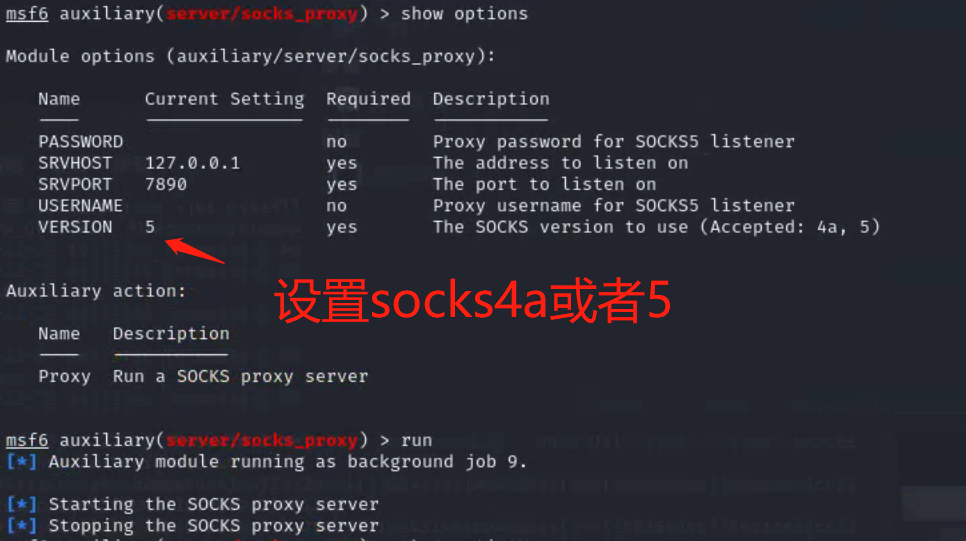 msf6 auxiliary(server/socks_proxy) > show options
Module options (auxiliary/server/socks_proxy):
Name Current Setting Required Description
PASSWORD no Proxy password for SOCKS5 listener
SRVHOST 127.0.0.1 yes The address to listen on
SRVPORT 7890 yes The port to listen on
USERNAME no Proxy username for SOCKS5 listener
VERSION 5 yes The SOCKS version to use (Accepted: 4a, 5)
设置socks4a或者5
Auxiliary action:
Name Description
Proxy Run a SOCKS proxy server
msf6 auxiliary(server/socks_proxy) > run
[*] Auxiliary module running as background job 9.
[*] Starting the SOCKS proxy server
[*] Stopping the SOCKS proxy server